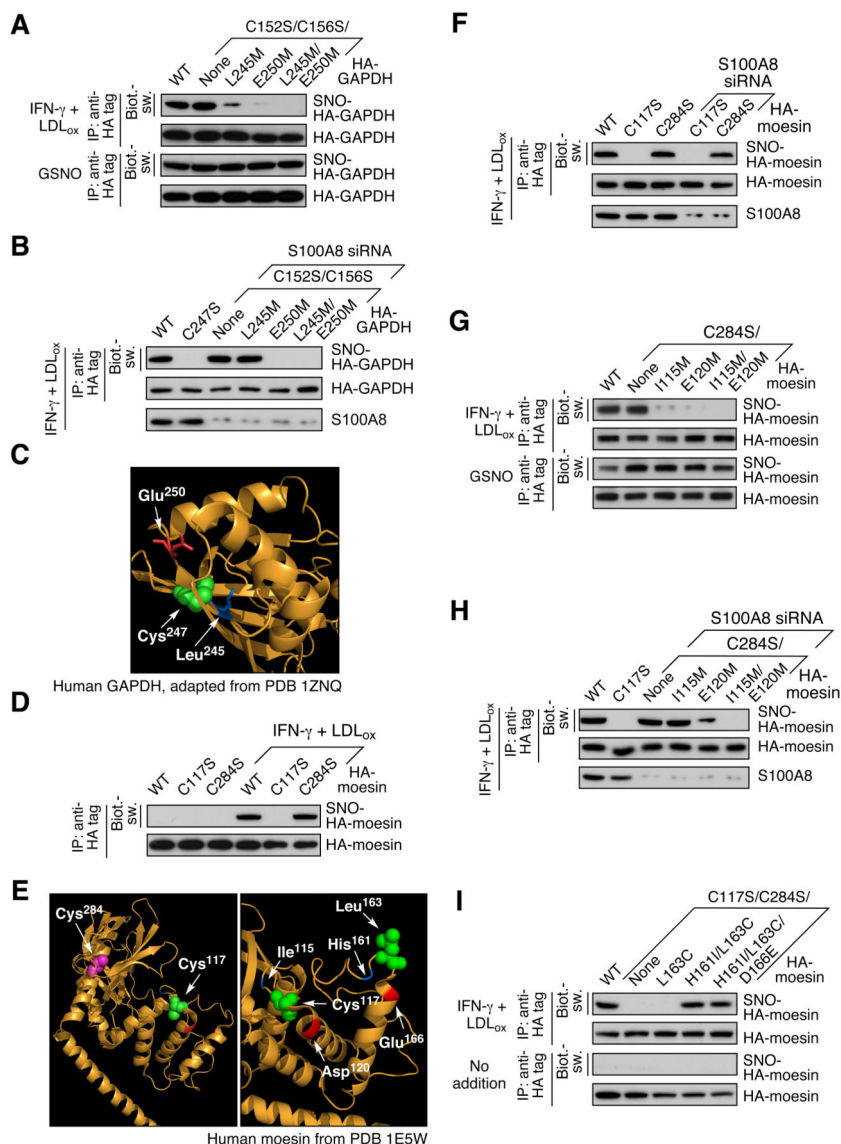 A
C152S/C156S/
WT
None
L245M
E250M
L245M/
E250M
HA-
GAPDH
IFN-γ +
LDLox
IP: anti-
HA tag
Biot.-
sw.
SNO-
HA-GAPDH
HA-GAPDH
GSNO
IP: anti-
HA tag
Biot.-
sw.
SNO-
HA-GAPDH
HA-GAPDH
B
S100A8 siRNA
C152S/C156S
WT
C247S
None
L245M
E250M
L245M/
E250M
HA-
GAPDH
IFN-γ + LDLox
IP: anti-
HA tag
Biot.-
sw.
SNO-
HA-GAPDH
HA-GAPDH
S100A8
C
Glu250
Cys247
Leu245
Human GAPDH, adapted from PDB 1ZNQ
D
IFN-γ + LDLox
WT
C117S
C284S
WT
C117S
C284S
HA-
moesin
IP: anti-
HA tag
Biot.-
sw.
SNO-
HA-moesin
HA-moesin
E
Cys284
Cys117
Leu163
Ile115
His161
Cys117
Glu166
Asp120
Human moesin from PDB 1E5W
F
S100A8
siRNA
WT
C117S
C284S
C117S
C284S
HA-
moesin
IFN-γ + LDLox
IP: anti-
HA tag
Biot.-
sw.
SNO-
HA-moesin
HA-moesin
S100A8
G
C284S/
WT
None
I115M
E120M
I115M/
E120M
HA-
moesin
IFN-γ +
LDLox
IP: anti-
HA tag
Biot.-
sw.
SNO-
HA-moesin
HA-moesin
GSNO
IP: anti-
HA tag
Biot.-
sw.
SNO-
HA-moesin
HA-moesin
H
S100A8 siRNA
C284S/
WT
C117S
None
I115M
E120M
I115M/
E120M
HA-
moesin
IFN-γ + LDLox
IP: anti-
HA tag
Biot.-
sw.
SNO-
HA-moesin
HA-moesin
S100A8
I
C117S/C284S/
WT
None
L163C
H161I/L163C
H161I/L163C/
D166E
HA-
moesin
IFN-γ +
LDLox
IP: anti-
HA tag
Biot.-
sw.
SNO-
HA-moesin
HA-moesin
No
addition
IP: anti-
HA tag
Biot.-
sw.
SNO-
HA-moesin
HA-moesin